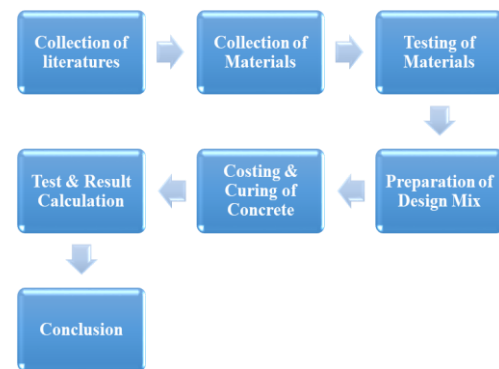 Collection of
literatures
Collection of
Materials
Testing of
Materials
Preparation of
Design Mix
Costing &
Curing of
Concrete
Test & Result
Calculation
Conclusion